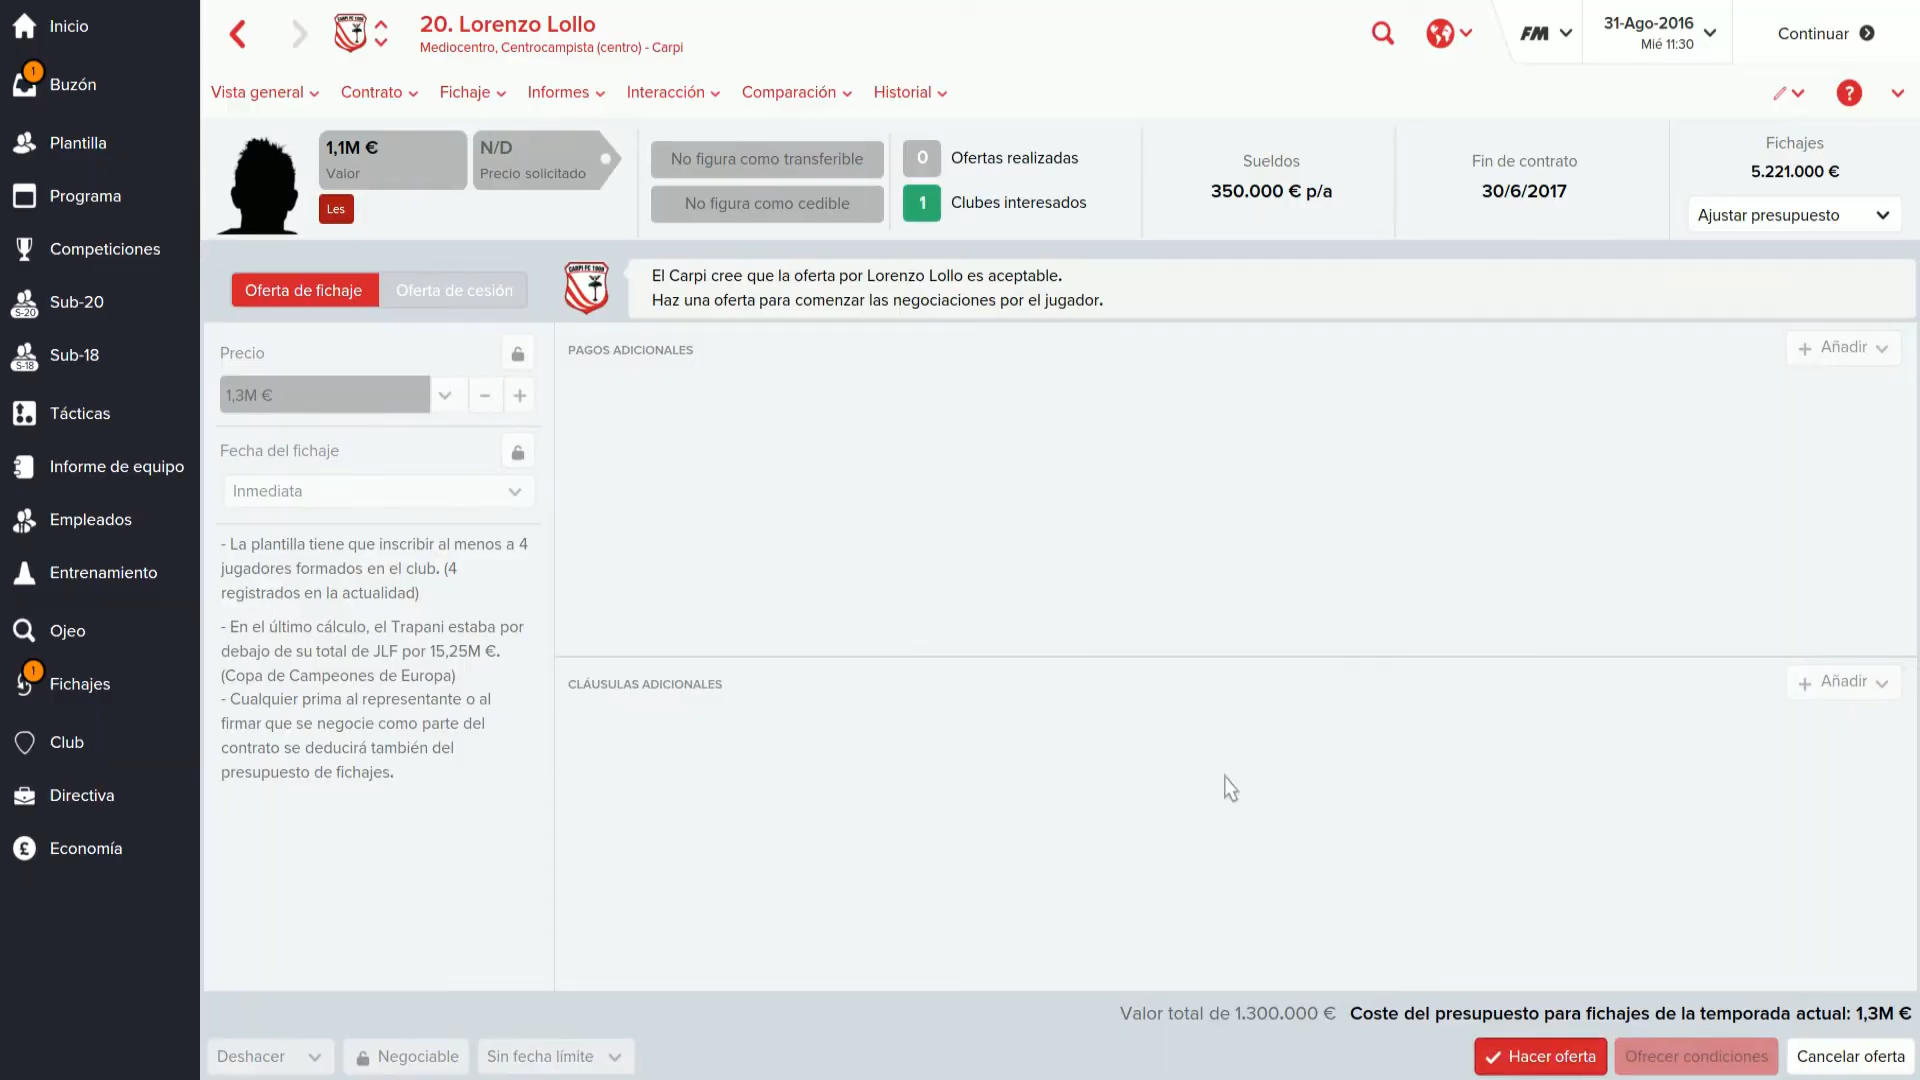 Inicio
1
Buzón
Plantilla
Programa
Competiciones
S-20
Sub-20
S-18
Sub-18
Tácticas
Informe de equipo
Empleados
Entrenamiento
Ojeo
1
Fichajes
Club
Directiva
£
Economía
CARPI FC 1909
20. Lorenzo Lollo
Mediocentro, Centrocampista (centro) - Carpi
FM
31-Ago-2016
Mié 11:30
Continuar
Vista general
Contrato
Fichaje
Informes
Interacción
Comparación
Historial
?
1,1M €
Valor
Les
N/D
Precio solicitado
No figura como transferible
No figura como cedible
0 Ofertas realizadas
1 Clubes interesados
Sueldos
350.000 € p/a
Fin de contrato
30/6/2017
Fichajes
5.221.000 €
Ajustar presupuesto
Oferta de fichaje
Oferta de cesión
CARPI FC 1909
El Carpi cree que la oferta por Lorenzo Lollo es aceptable.
Haz una oferta para comenzar las negociaciones por el jugador.
Precio
1,3M €
− +
Fecha del fichaje
Inmediata
- La plantilla tiene que inscribir al menos a 4
jugadores formados en el club. (4
registrados en la actualidad)
- En el último cálculo, el Trapani estaba por
debajo de su total de JLF por 15,25M €.
(Copa de Campeones de Europa)
- Cualquier prima al representante o al
firmar que se negocie como parte del
contrato se deducirá también del
presupuesto de fichajes.
PAGOS ADICIONALES
+ Añadir
CLÁUSULAS ADICIONALES
+ Añadir
Valor total de 1.300.000 € Coste del presupuesto para fichajes de la temporada actual: 1,3M €
Deshacer
Negociable
Sin fecha límite
Hacer oferta
Ofrecer condiciones
Cancelar oferta